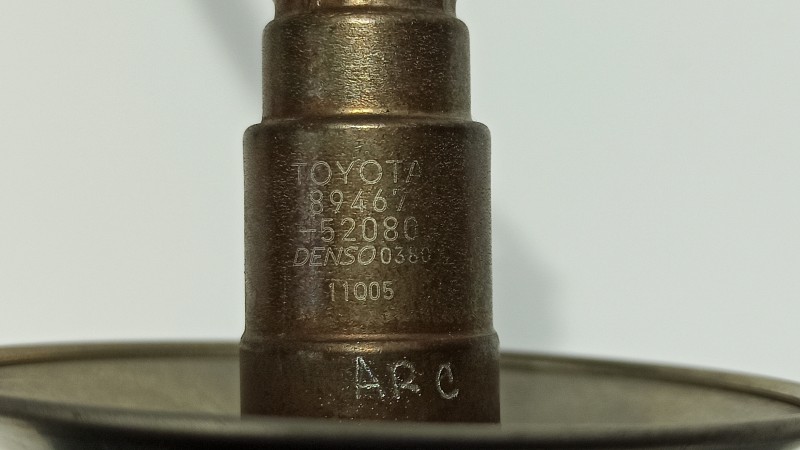 TOYOTA
89467
-52080
DENSO 0380
11Q05
ARC